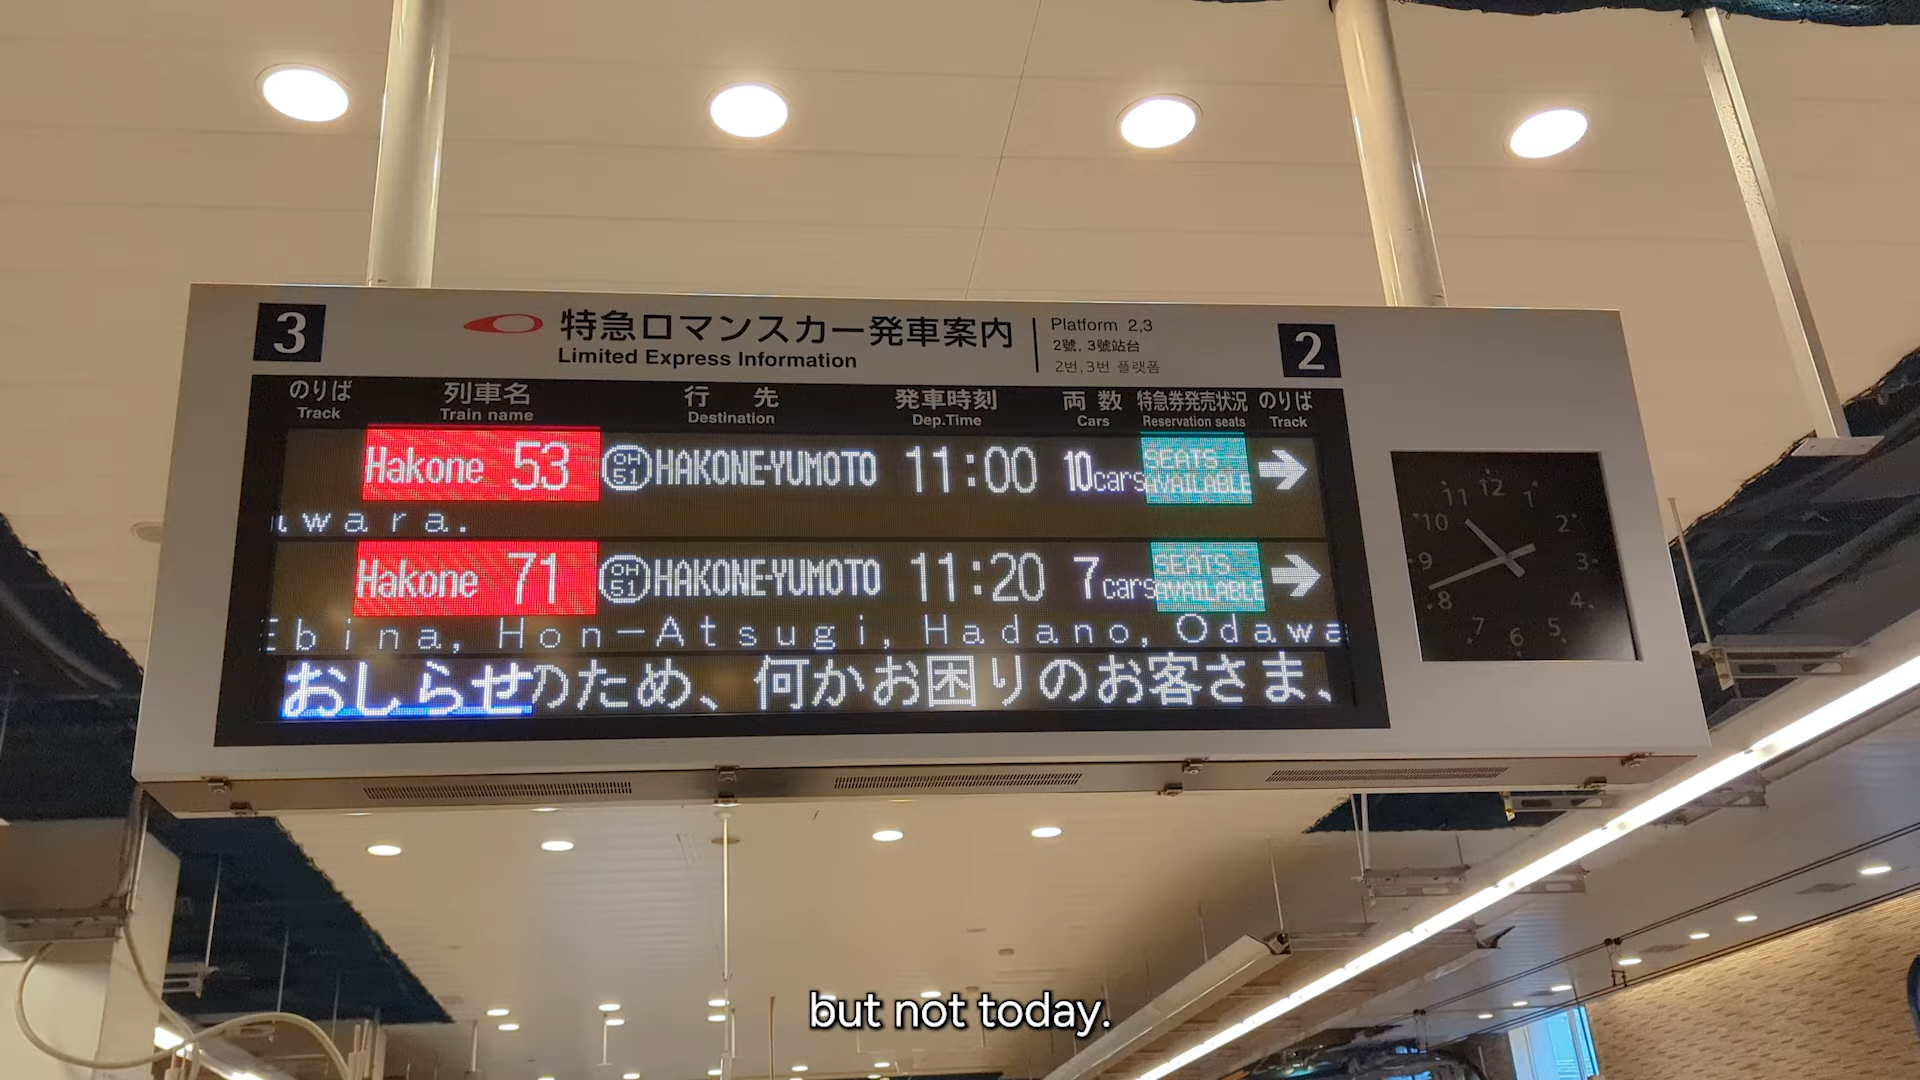 3
特急ロマンスカー発車案内
Limited Express Information
Platform 2,3
2號, 3號站台
2번, 3번 플랫폼
2
のりば 列車名 行先 発車時刻 両数 特急券発売状況 のりば
Track Train name Destination Dep.Time Cars Reservation seats Track
Hakone 53 OH 51 HAKONE-YUMOTO 11:00 10cars SEATS AVAILABLE →
wara.
Hakone 71 OH 51 HAKONE-YUMOTO 11:20 7cars SEATS AVAILABLE →
Ebina, Hon-Atsugi, Hadano, Odawa
おしらせのため、何かお困りのお客さま、
12 1 2 3 4 5 6 7 8 9 10 11
but not today.